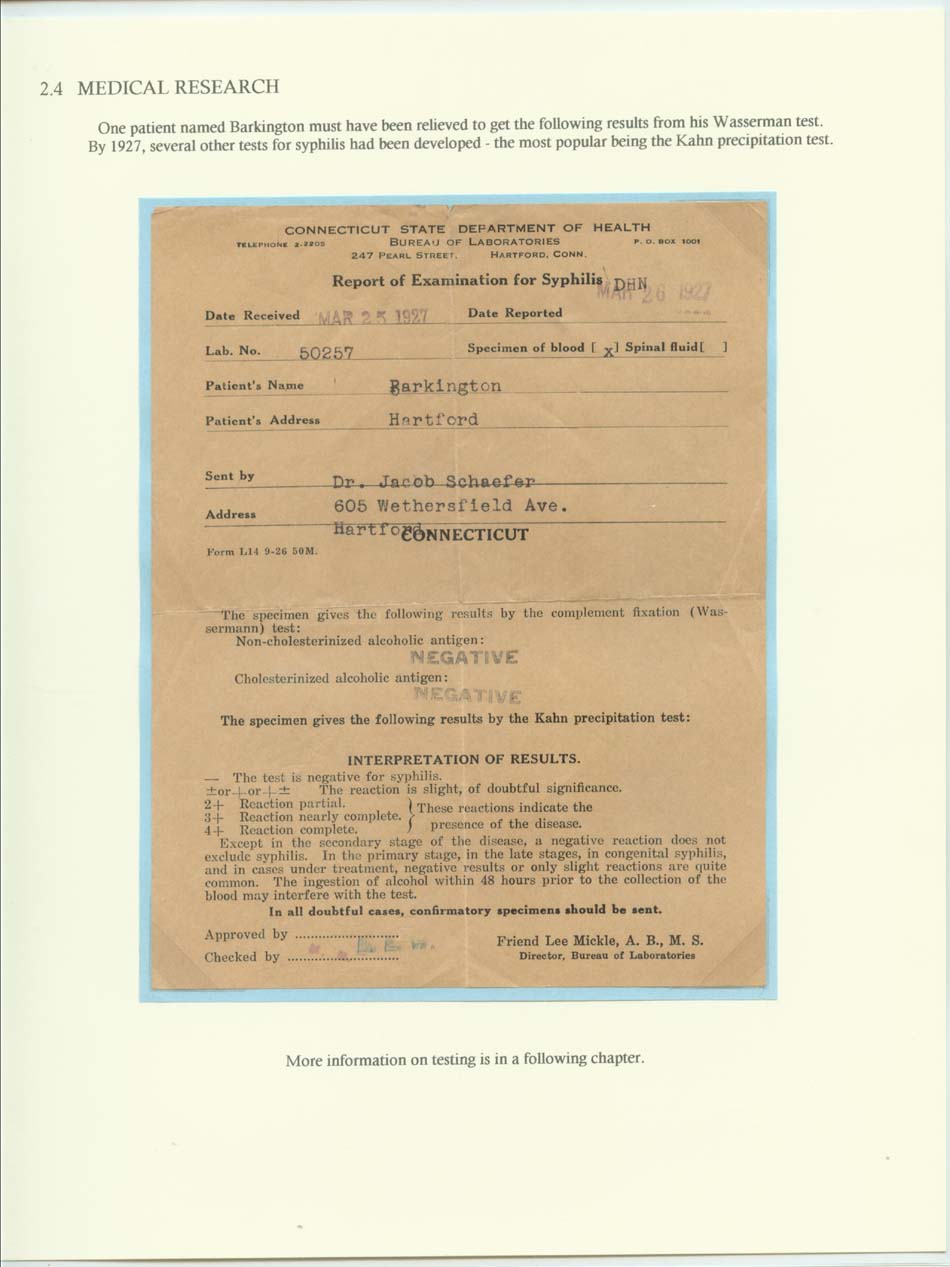 2.4 MEDICAL RESEARCH
One patient named Barkington must have been relieved to get the following results from his Wasserman test.
By 1927, several other tests for syphilis had been developed - the most popular being the Kahn precipitation test.
CONNECTICUT STATE DEPARTMENT OF HEALTH
TELEPHONE 2-2205 BUREAU OF LABORATORIES P. O. BOX 1001
247 PEARL STREET, HARTFORD, CONN.
Report of Examination for Syphilis DHN
MAR 26 1927
Date Received MAR 25 1927 Date Reported
Lab. No. 50257 Specimen of blood [ x ] Spinal fluid [ ]
Patient's Name Barkington
Patient's Address Hartford
Sent by Dr. Jacob Schaefer
Address 605 Wethersfield Ave.
Hartford CONNECTICUT
Form L14 9-26 50M.
The specimen gives the following results by the complement fixation (Was-
sermann) test:
Non-cholesterinized alcoholic antigen:
NEGATIVE
Cholesterinized alcoholic antigen:
NEGATIVE
The specimen gives the following results by the Kahn precipitation test:
INTERPRETATION OF RESULTS.
— The test is negative for syphilis.
±or+or+± The reaction is slight, of doubtful significance.
2+ Reaction partial. } These reactions indicate the
3+ Reaction nearly complete.
4+ Reaction complete. presence of the disease.
Except in the secondary stage of the disease, a negative reaction does not
exclude syphilis. In the primary stage, in the late stages, in congenital syphilis,
and in cases under treatment, negative results or only slight reactions are quite
common. The ingestion of alcohol within 48 hours prior to the collection of the
blood may interfere with the test.
In all doubtful cases, confirmatory specimens should be sent.
Approved by ..........................
Checked by ..........................
Friend Lee Mickle, A. B., M. S.
Director, Bureau of Laboratories
More information on testing is in a following chapter.